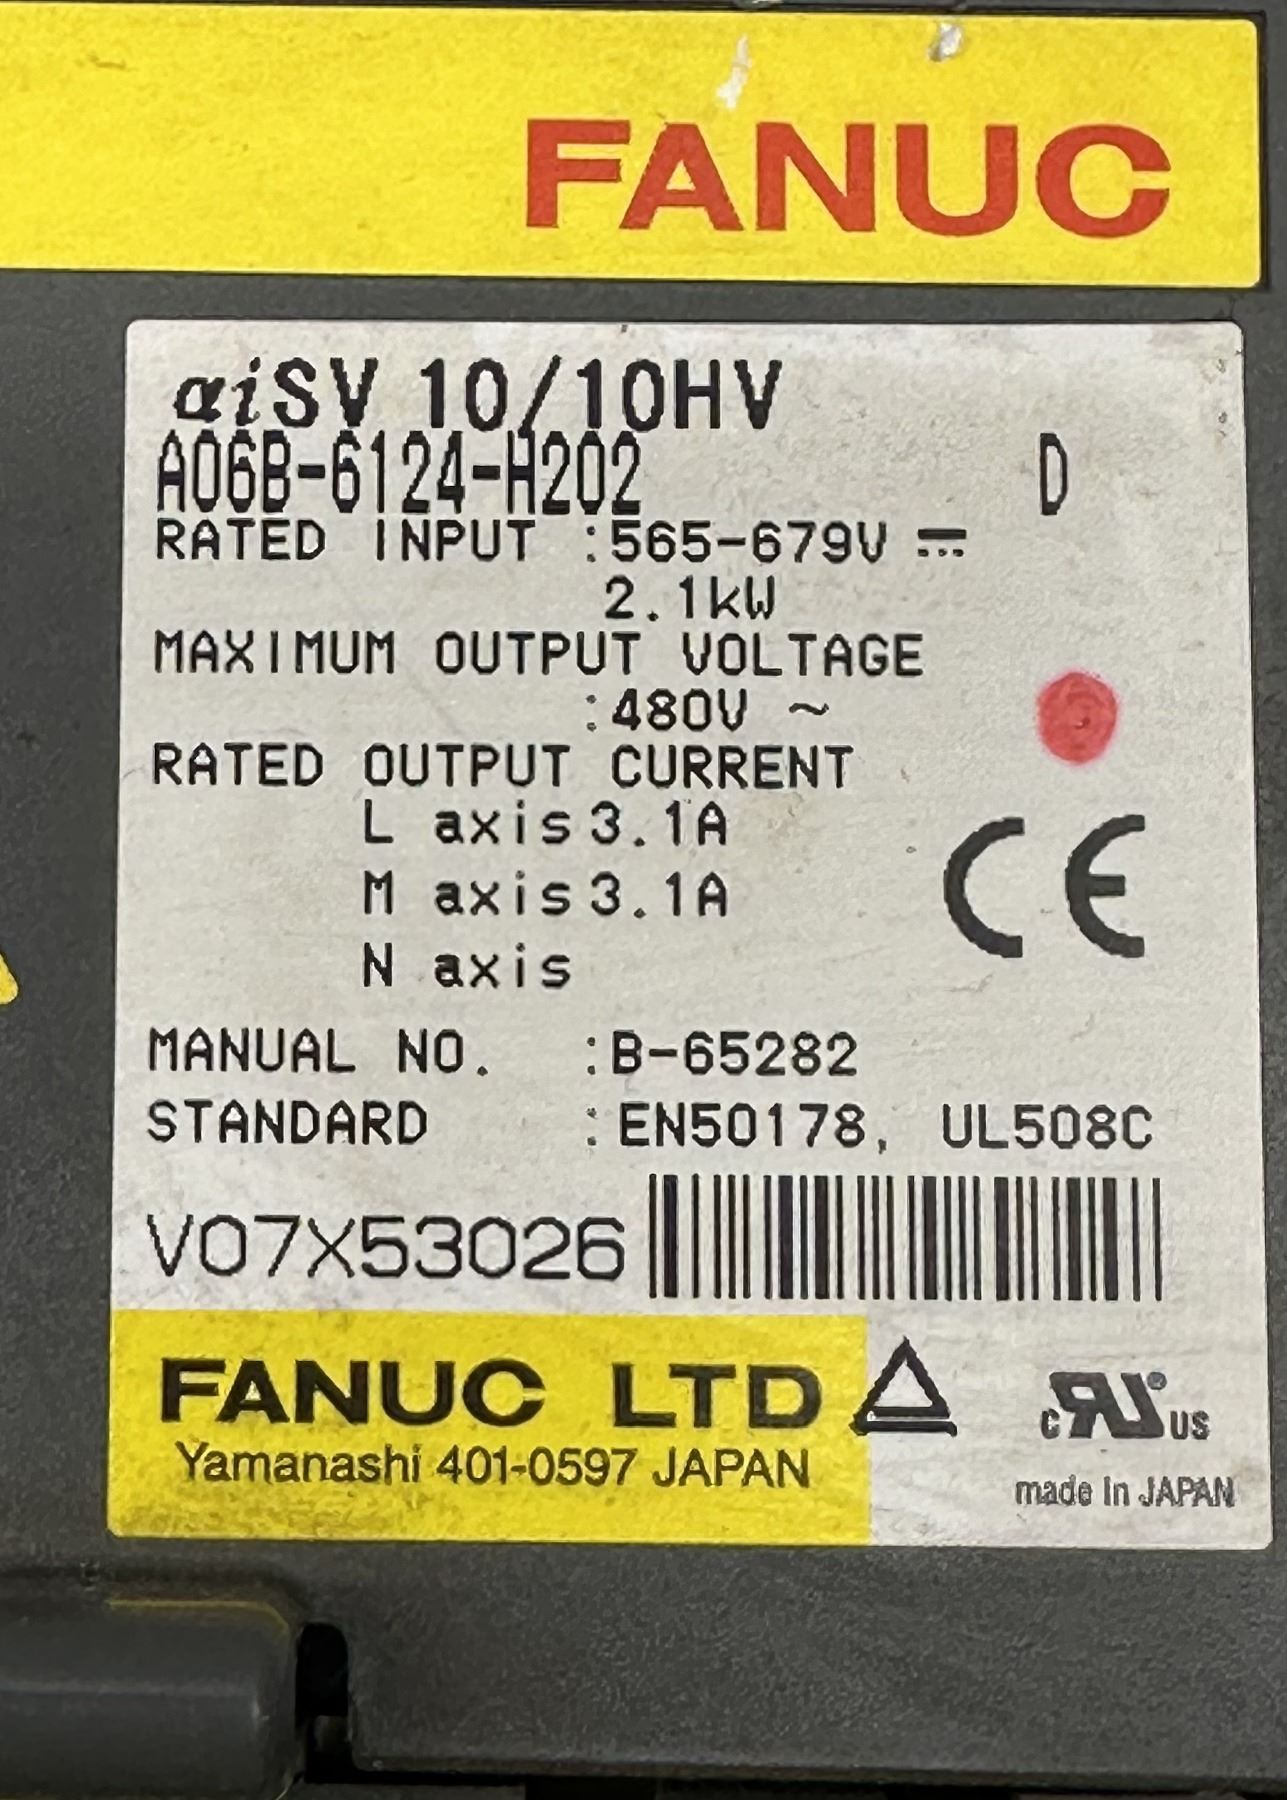 FANUC
αiSV 10/10HV
A06B-6124-H202 D
RATED INPUT :565-679V ⎓
2.1kW
MAXIMUM OUTPUT VOLTAGE
:480V ~
RATED OUTPUT CURRENT
L axis 3.1A
M axis 3.1A
N axis
CE
MANUAL NO. :B-65282
STANDARD :EN50178, UL508C
V07X53026
FANUC LTD
Yamanashi 401-0597 JAPAN
c RU ® US
made in JAPAN